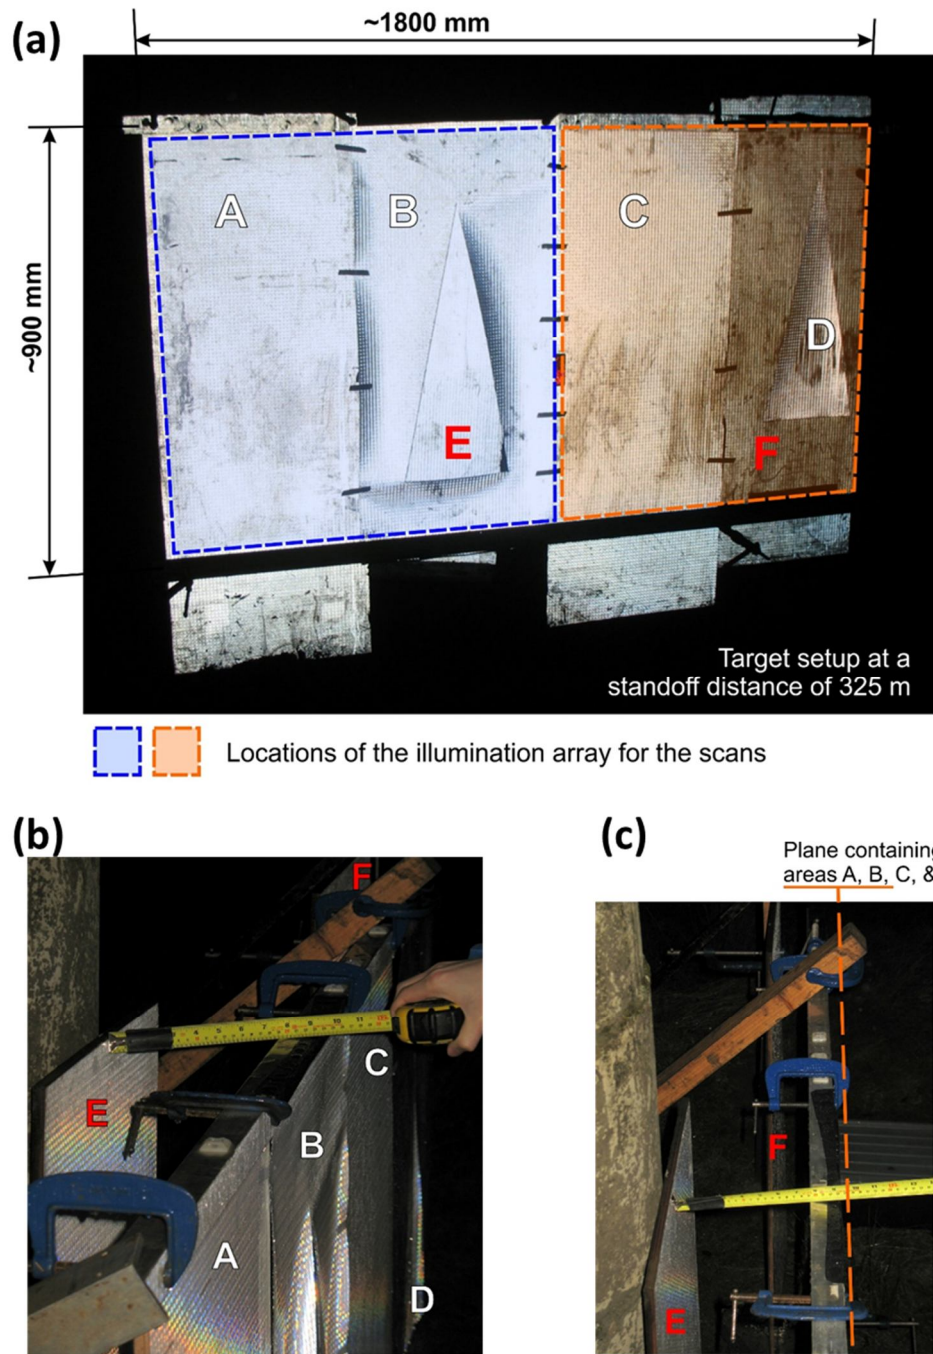 (a)
~1800 mm
~900 mm
A
B
C
D
E
F
Target setup at a
standoff distance of 325 m
Locations of the illumination array for the scans
(b)
F
C
E
B
A
D
(c)
Plane containing
areas A, B, C, &
F
E